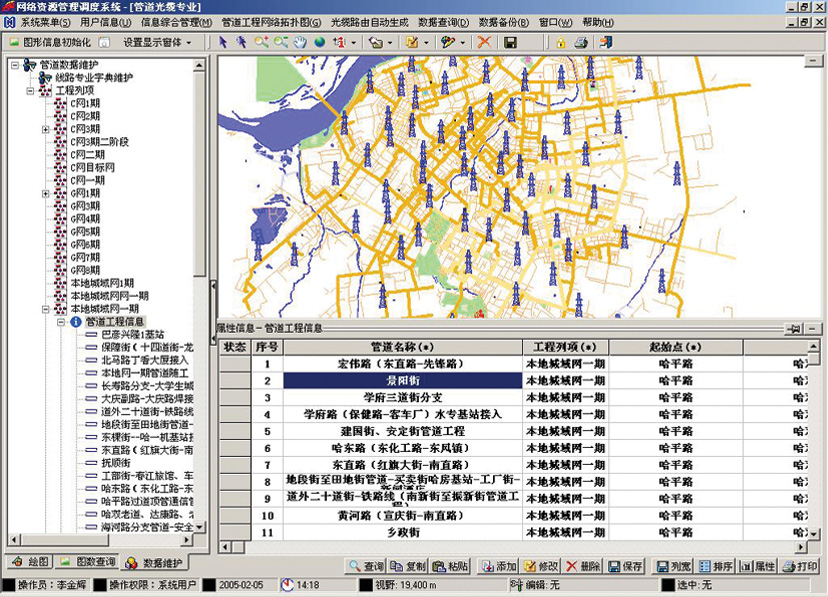 网络资源管理调度系统 - [管道光缆专业]
系统菜单(S) 用户信息(U) 信息综合管理(M) 管道工程网络拓扑图(G) 光缆路由自动生成 数据查询(D) 数据备份(B) 窗口(W) 帮助(H)
图形信息初始化 设置显示窗体
管道数据维护
线路专业字典维护
工程列项
C网1期
C网2期
C网3期
C网3期二阶段
C网二期
C网目标网
C网一期
G网1期
G网3期
G网4期
G网5期
G网6期
G网7期
G网8期
本地城域网1期
本地城域网网一期
本地城域网一期
管道工程信息
巴彦兴隆1基站
保障街(十四道街-龙
北马路丁香大厦接入
本地网一期管道随工
长寿路分支-大学生城
大庆副路-大庆路焊接
道外二十道街-铁路线
地段街至田地街管道-
东棵街--哈一机基站接
东直路(红旗大街-南
抚顺街
工部街-春江旅馆、车
哈东路(东化工路-东
哈平路过道顶管通信管
哈双老道、达康路、
海河路分支管道-安全
绘图 图数查询 数据维护
属性信息 - 管道工程信息
状态 序号 管道名称(*) 工程列项(*) 起始点(*)
1 宏伟路(东直路-先锋路) 本地城域网一期 哈平路 哈
2 景阳街 本地城域网一期 哈平路 哈
3 学府三道街分支 本地城域网一期 哈平路 哈
4 学府路(保健路-客车厂)水专基站接入 本地城域网一期 哈平路 哈
5 建国街、安定街管道工程 本地城域网一期 哈平路 哈
6 哈东路(东化工路-东风镇) 本地城域网一期 哈平路 哈
7 东直路(红旗大街-南直路) 本地城域网一期 哈平路 哈
8 地段街至田地街管道-买卖街哈房基站-工厂街- 本地城域网一期 哈平路 哈
9 道外二十道街-铁路线(南新街至振新街管道工程) 本地城域网一期 哈平路 哈
10 黄河路(宣庆街-南直路) 本地城域网一期 哈平路 哈
11 乡政街 本地城域网一期 哈平路 哈
查询 复制 粘贴 添加 修改 删除 保存 列宽 排序 属性 打印
操作员：李金辉 操作权限：系统用户 2005-02-05 14:18 视野: 19,400 m 编辑: 无 选中: 无